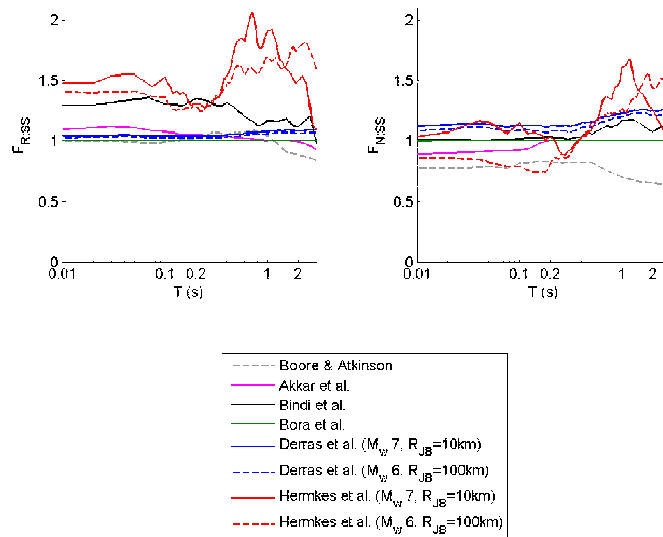 2
1.5
1
0.5
0
F_R:SS
0.01 0.1 0.2 1 2
T (s)
2
1.5
1
0.5
0
F_N:SS
0.01 0.1 0.2 1 2
T (s)
Boore & Atkinson
Akkar et al.
Bindi et al.
Bora et al.
Derras et al. (M_w 7, R_JB=10km)
Derras et al. (M_w 6, R_JB=100km)
Hermkes et al. (M_w 7, R_JB=10km)
Hermkes et al. (M_w 6, R_JB=100km)